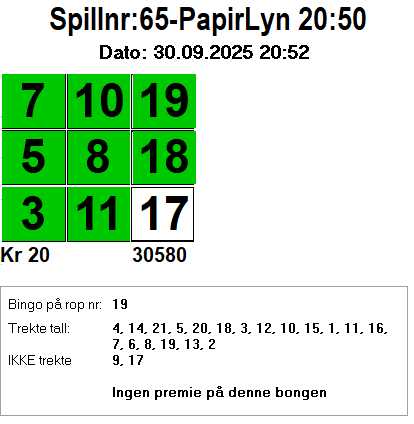 Spillnr:65-PapirLyn 20:50
Dato: 30.09.2025 20:52
7 10 19
5 8 18
3 11 17
Kr 20 30580
Bingo på rop nr: 19
Trekte tall: 4, 14, 21, 5, 20, 18, 3, 12, 10, 15, 1, 11, 16,
7, 6, 8, 19, 13, 2
IKKE trekte 9, 17
Ingen premie på denne bongen